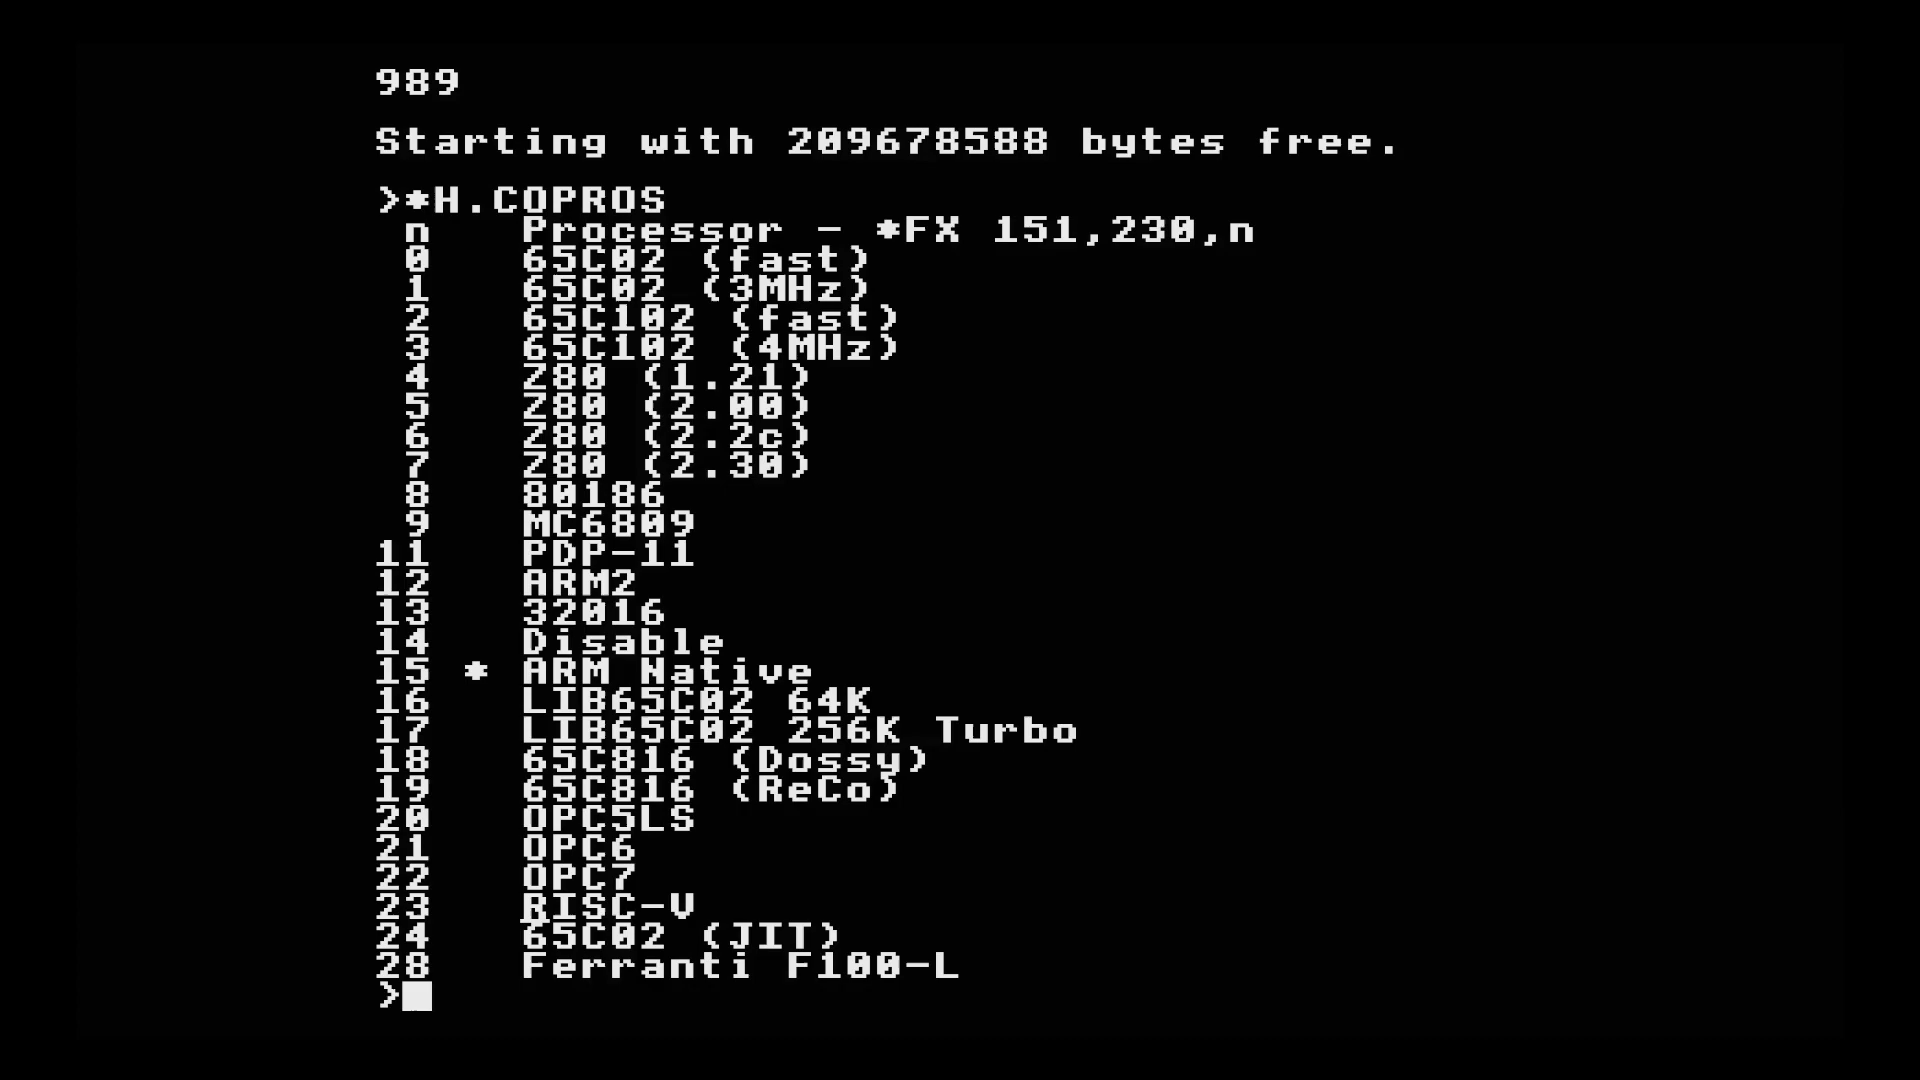 989
Starting with 209678588 bytes free.
>*H.COPROS
n Processor - *FX 151,230,n
0 65C02 (fast)
1 65C02 (3MHz)
2 65C102 (fast)
3 65C102 (4MHz)
4 Z80 (1.21)
5 Z80 (2.00)
6 Z80 (2.2c)
7 Z80 (2.30)
8 80186
9 MC6809
11 PDP-11
12 ARM2
13 32016
14 Disable
15 * ARM Native
16 LIB65C02 64K
17 LIB65C02 256K Turbo
18 65C816 (Dossy)
19 65C816 (ReCo)
20 OPC5LS
21 OPC6
22 OPC7
23 RISC-V
24 65C02 (JIT)
28 Ferranti F100-L
>